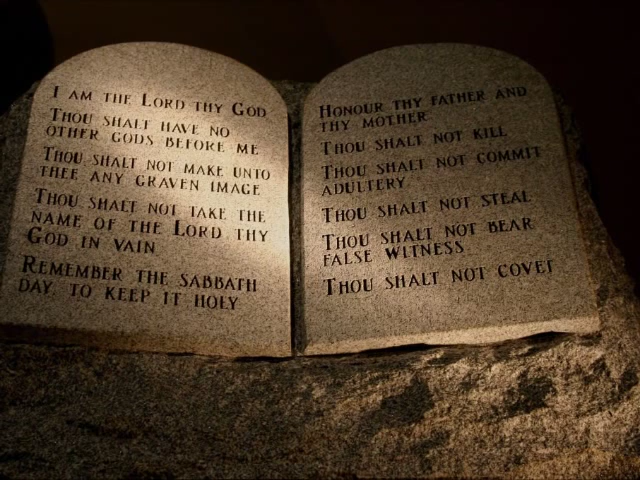 I AM THE LORD THY GOD
THOU SHALT HAVE NO
OTHER GODS BEFORE ME
THOU SHALT NOT MAKE UNTO
THEE ANY GRAVEN IMAGE
THOU SHALT NOT TAKE THE
NAME OF THE LORD THY
GOD IN VAIN
REMEMBER THE SABBATH
DAY, TO KEEP IT HOLY
HONOUR THY FATHER AND
THY MOTHER
THOU SHALT NOT KILL
THOU SHALT NOT COMMIT
ADULTERY
THOU SHALT NOT STEAL
THOU SHALT NOT BEAR
FALSE WITNESS
THOU SHALT NOT COVET